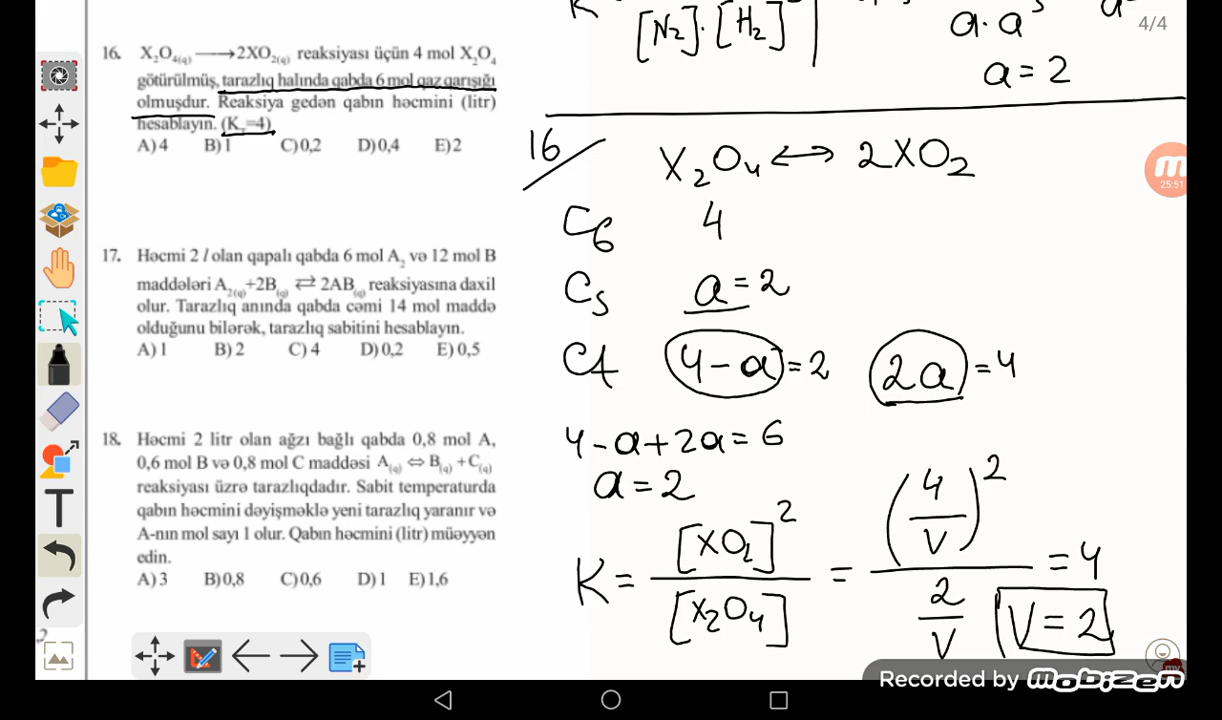 16. X₂O₄₍q₎ ⟶ 2XO₂₍q₎ reaksiyası üçün 4 mol X₂O₄
götürülmüş, tarazlıq halında qabda 6 mol qaz qarışığı
olmuşdur. Reaksiya gedən qabın həcmini (litr)
hesablayın. (K =4)
A) 4 B) 1 C) 0,2 D) 0,4 E) 2
17. Həcmi 2 l olan qapalı qabda 6 mol A₂ və 12 mol B
maddələri A₂₍q₎+2B₍q₎ ⇄ 2AB₍q₎ reaksiyasına daxil
olur. Tarazlıq anında qabda cəmi 14 mol maddə
olduğunu bilərək, tarazlıq sabitini hesablayın.
A) 1 B) 2 C) 4 D) 0,2 E) 0,5
18. Həcmi 2 litr olan ağzı bağlı qabda 0,8 mol A,
0,6 mol B və 0,8 mol C maddəsi A₍q₎ ⇔ B₍q₎ +C₍q₎
reaksiyası üzrə tarazlıqdadır. Sabit temperaturda
qabın həcmini dəyişməklə yeni tarazlıq yaranır və
A-nın mol sayı 1 olur. Qabın həcmini (litr) müəyyən
edin.
A) 3 B) 0,8 C) 0,6 D) 1 E) 1,6
[N₂]·[H₂]
a·a³
a=2
4/4
16
X₂O₄ ↔ 2XO₂
C6 4
Cs a=2
Ct 4-a=2 2a=4
4-a+2a=6
a=2
K= [XO₂]² / [X₂O₄] = (4/V)² / 2/V =4
V=2
25:51
T
Recorded by mobizen